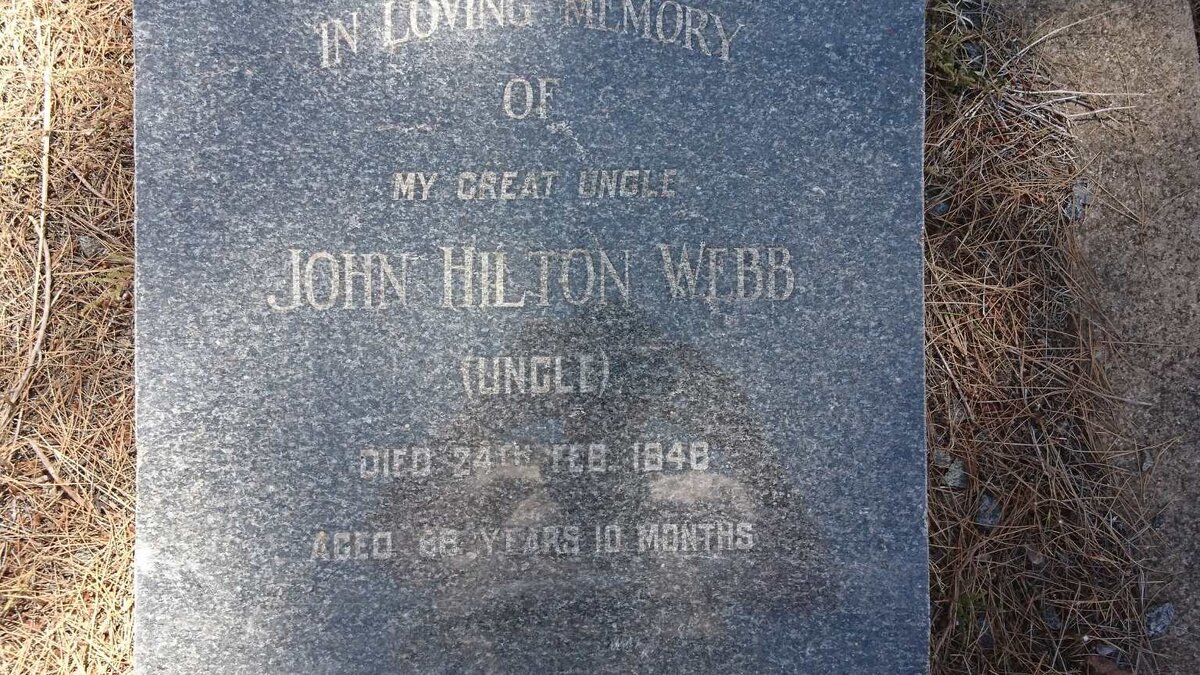 IN LOVING MEMORY
OF
MY GREAT UNCLE
JOHN HILTON WEBB
(UNCLE)
DIED 24TH FEB. 1948
AGED 86 YEARS 10 MONTHS